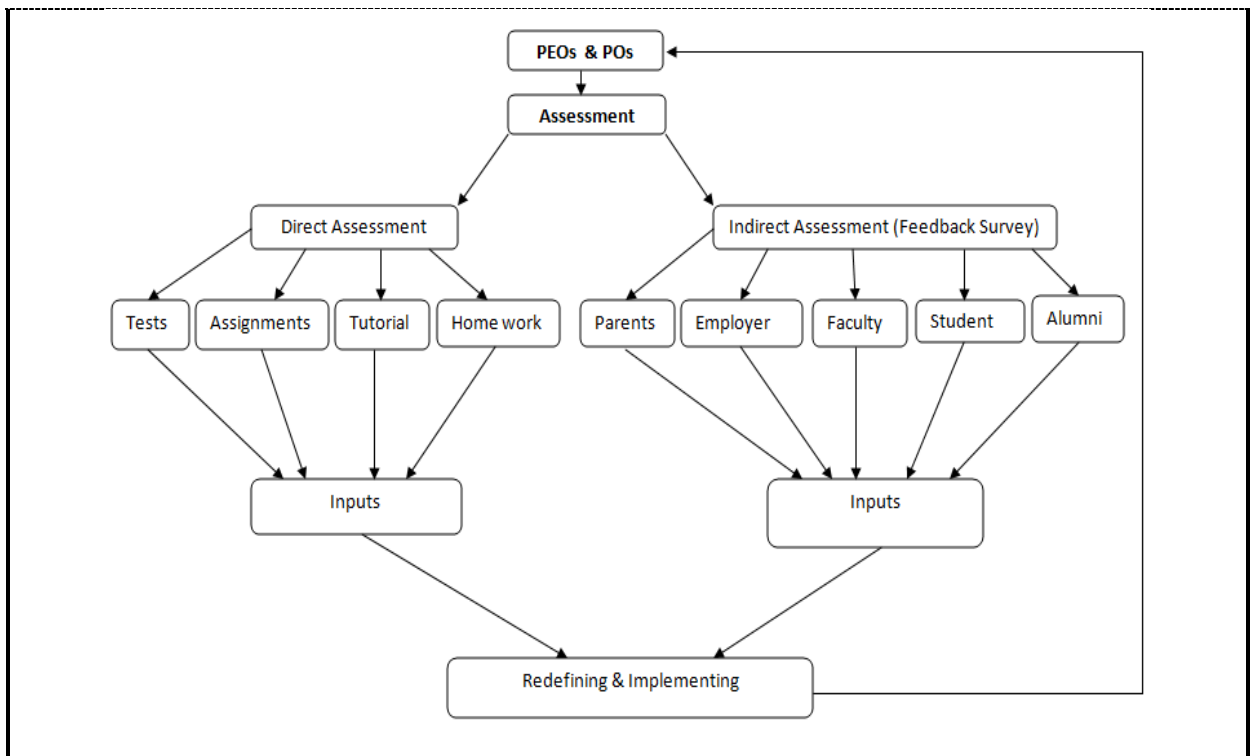 PEOs & POs
Assessment
Direct Assessment
Indirect Assessment (Feedback Survey)
Tests
Assignments
Tutorial
Home work
Parents
Employer
Faculty
Student
Alumni
Inputs
Inputs
Redefining & Implementing